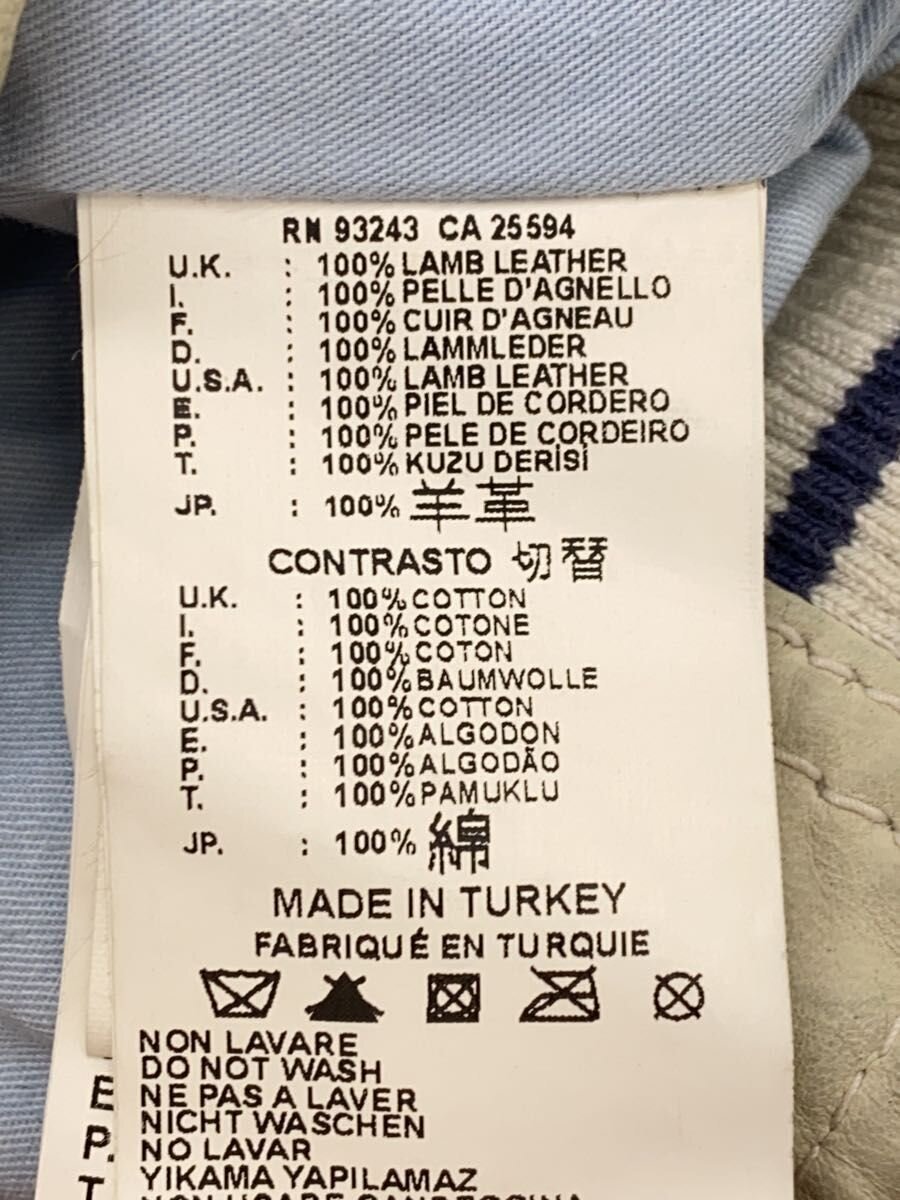 RN 93243 CA 25594
U.K. : 100% LAMB LEATHER
I. : 100% PELLE D'AGNELLO
F. : 100% CUIR D'AGNEAU
D. : 100% LAMMLEDER
U.S.A. : 100% LAMB LEATHER
E. : 100% PIEL DE CORDERO
P. : 100% PELE DE CORDEIRO
T. : 100% KUZU DERİSİ
JP. : 100% 羊革
CONTRASTO 切替
U.K. : 100% COTTON
I. : 100% COTONE
F. : 100% COTON
D. : 100% BAUMWOLLE
U.S.A. : 100% COTTON
E. : 100% ALGODON
P. : 100% ALGODÃO
T. : 100% PAMUKLU
JP. : 100% 綿
MADE IN TURKEY
FABRIQUÉ EN TURQUIE
NON LAVARE
DO NOT WASH
NE PAS A LAVER
NICHT WASCHEN
NO LAVAR
YIKAMA YAPILAMAZ
E
P.
T